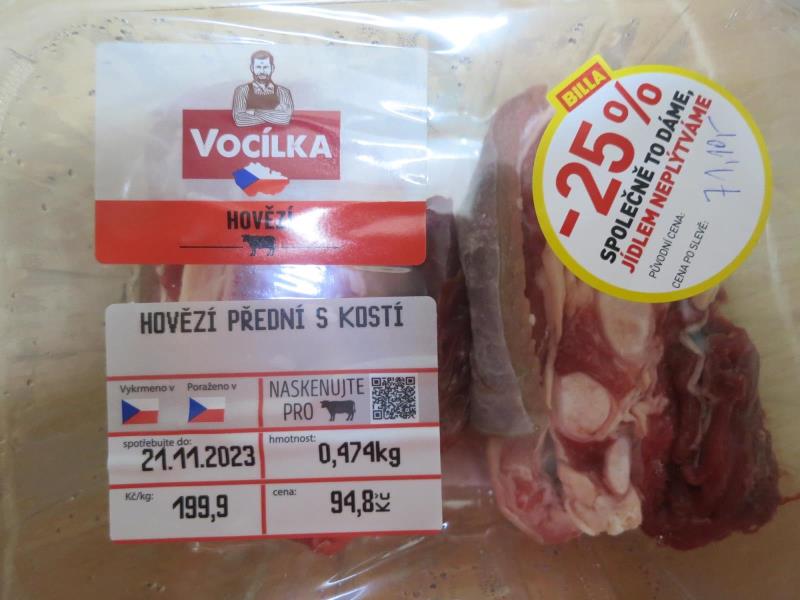 VOCÍLKA
HOVĚZÍ
HOVĚZÍ PŘEDNÍ S KOSTÍ
Vykrmeno v
Poraženo v
NASKENUJTE
PRO
spotřebujte do:
21.11.2023
hmotnost:
0,474kg
Kč/kg:
199,9
cena:
94,8Kč
BILLA
-25%
SPOLEČNĚ TO DÁME,
JÍDLEM NEPLÝTVÁME
PŮVODNÍ CENA:
CENA PO SLEVĚ:
71,10